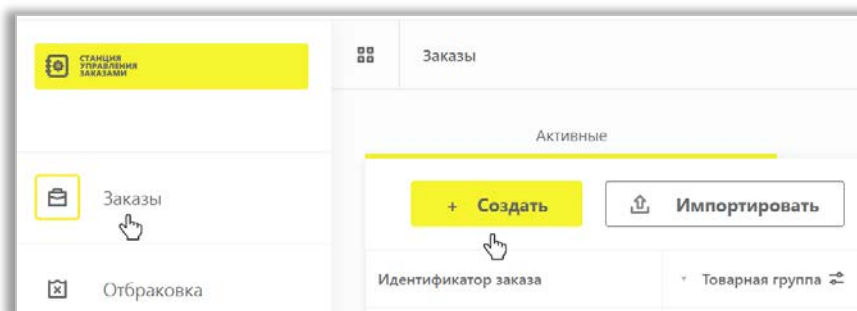 СТАНЦИЯ
УПРАВЛЕНИЯ
ЗАКАЗАМИ
Заказы
Активные
Заказы
+ Создать
Импортировать
Идентификатор заказа
Товарная группа
Отбраковка